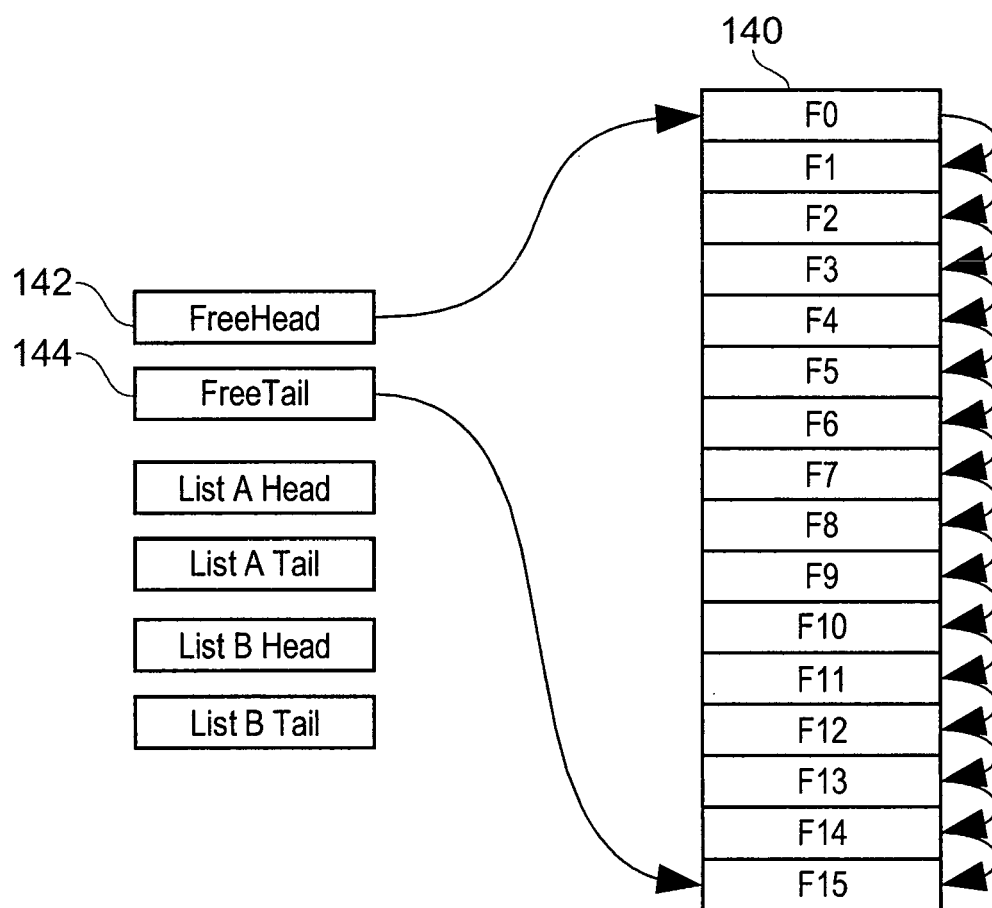 140
F0
F1
F2
F3
F4
F5
F6
F7
F8
F9
F10
F11
F12
F13
F14
F15
142
FreeHead
144
FreeTail
List A Head
List A Tail
List B Head
List B Tail